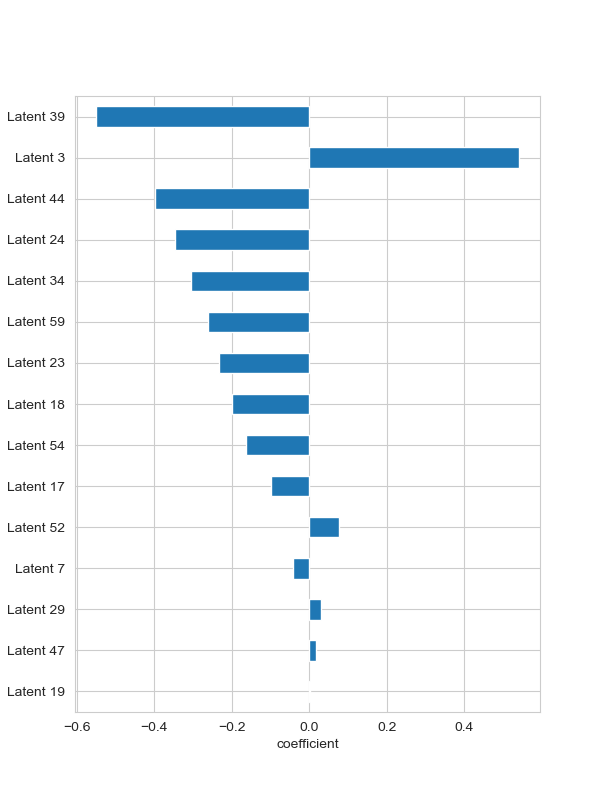 Latent 39
Latent 3
Latent 44
Latent 24
Latent 34
Latent 59
Latent 23
Latent 18
Latent 54
Latent 17
Latent 52
Latent 7
Latent 29
Latent 47
Latent 19
−0.6 −0.4 −0.2 0.0 0.2 0.4
coefficient